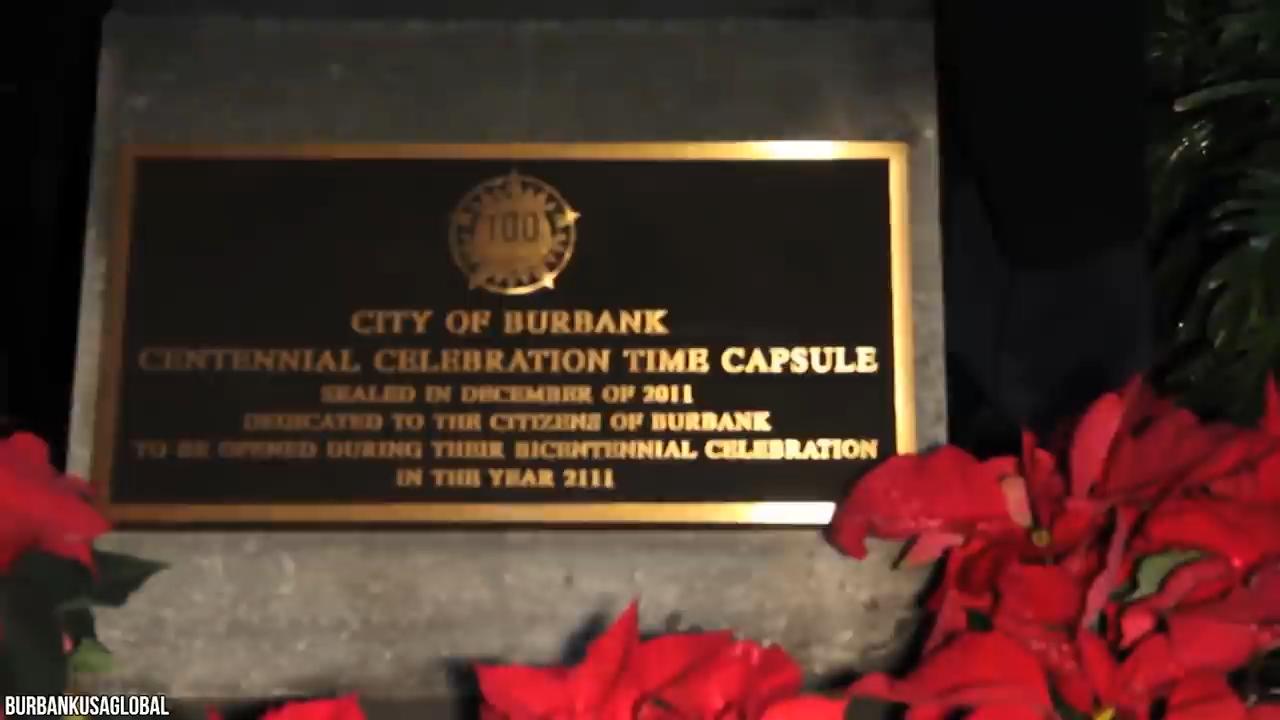 100
CITY OF BURBANK
CENTENNIAL CELEBRATION TIME CAPSULE
SEALED IN DECEMBER OF 2011
DEDICATED TO THE CITIZENS OF BURBANK
TO BE OPENED DURING THEIR BICENTENNIAL CELEBRATION
IN THE YEAR 2111
BURBANKUSAGLOBAL